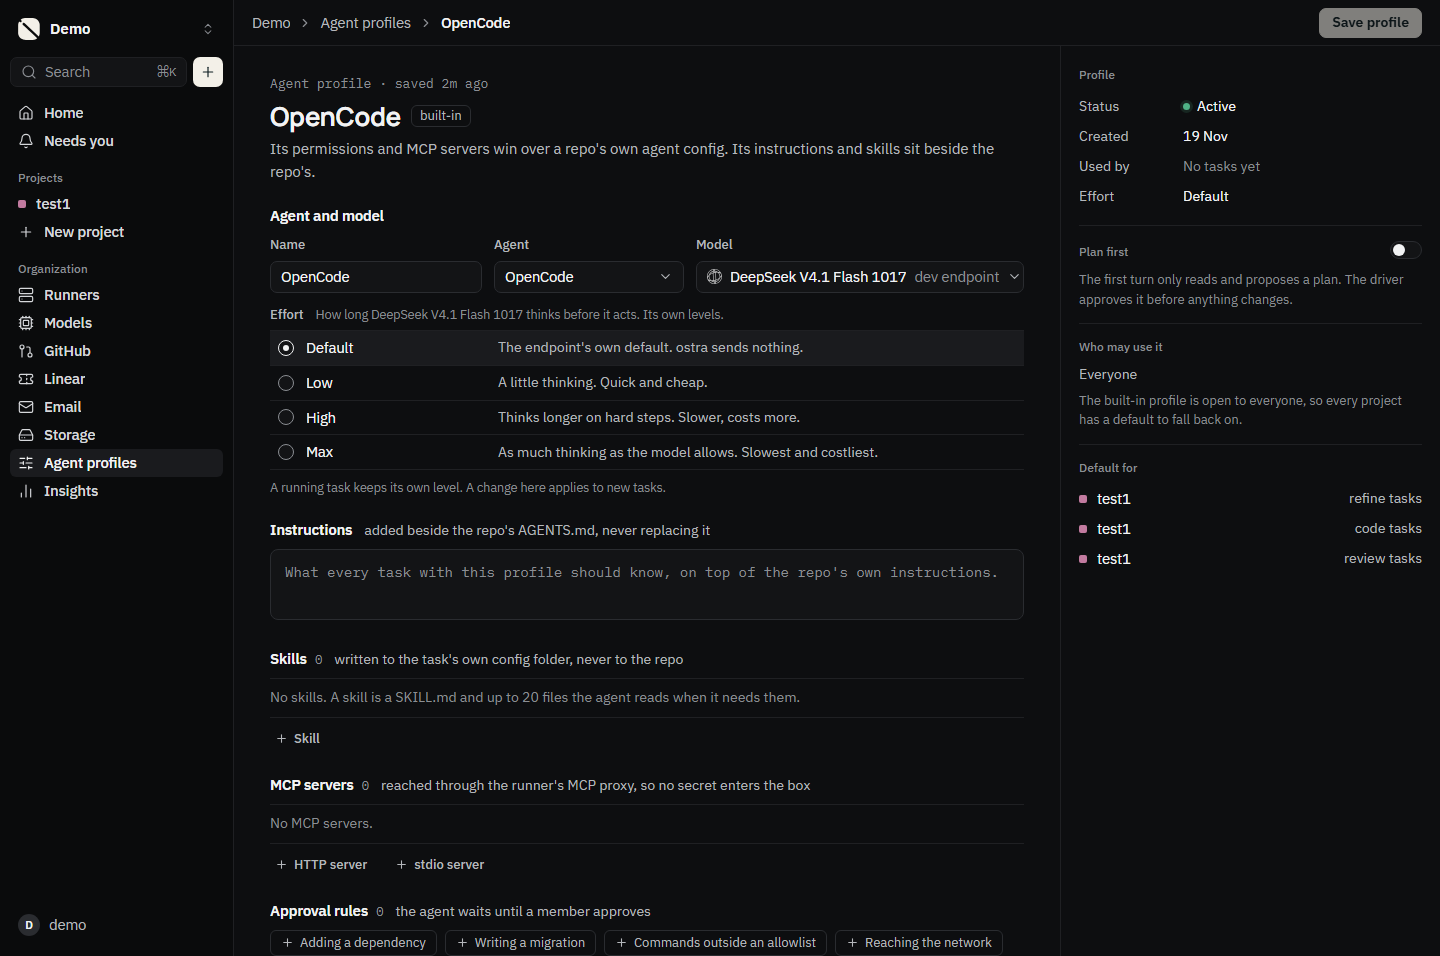 Demo
Search ⌘K
Home
Needs you
Projects
test1
New project
Organization
Runners
Models
GitHub
Linear
Email
Storage
Agent profiles
Insights
D demo
Demo > Agent profiles > OpenCode
Save profile
Agent profile · saved 2m ago
OpenCode built-in
Its permissions and MCP servers win over a repo's own agent config. Its instructions and skills sit beside the
repo's.
Agent and model
Name Agent Model
OpenCode OpenCode DeepSeek V4.1 Flash 1017 dev endpoint
Effort How long DeepSeek V4.1 Flash 1017 thinks before it acts. Its own levels.
Default The endpoint's own default. ostra sends nothing.
Low A little thinking. Quick and cheap.
High Thinks longer on hard steps. Slower, costs more.
Max As much thinking as the model allows. Slowest and costliest.
A running task keeps its own level. A change here applies to new tasks.
Instructions added beside the repo's AGENTS.md, never replacing it
What every task with this profile should know, on top of the repo's own instructions.
Skills 0 written to the task's own config folder, never to the repo
No skills. A skill is a SKILL.md and up to 20 files the agent reads when it needs them.
+ Skill
MCP servers 0 reached through the runner's MCP proxy, so no secret enters the box
No MCP servers.
+ HTTP server + stdio server
Approval rules 0 the agent waits until a member approves
+ Adding a dependency + Writing a migration + Commands outside an allowlist + Reaching the network
Profile
Status Active
Created 19 Nov
Used by No tasks yet
Effort Default
Plan first
The first turn only reads and proposes a plan. The driver
approves it before anything changes.
Who may use it
Everyone
The built-in profile is open to everyone, so every project
has a default to fall back on.
Default for
test1 refine tasks
test1 code tasks
test1 review tasks